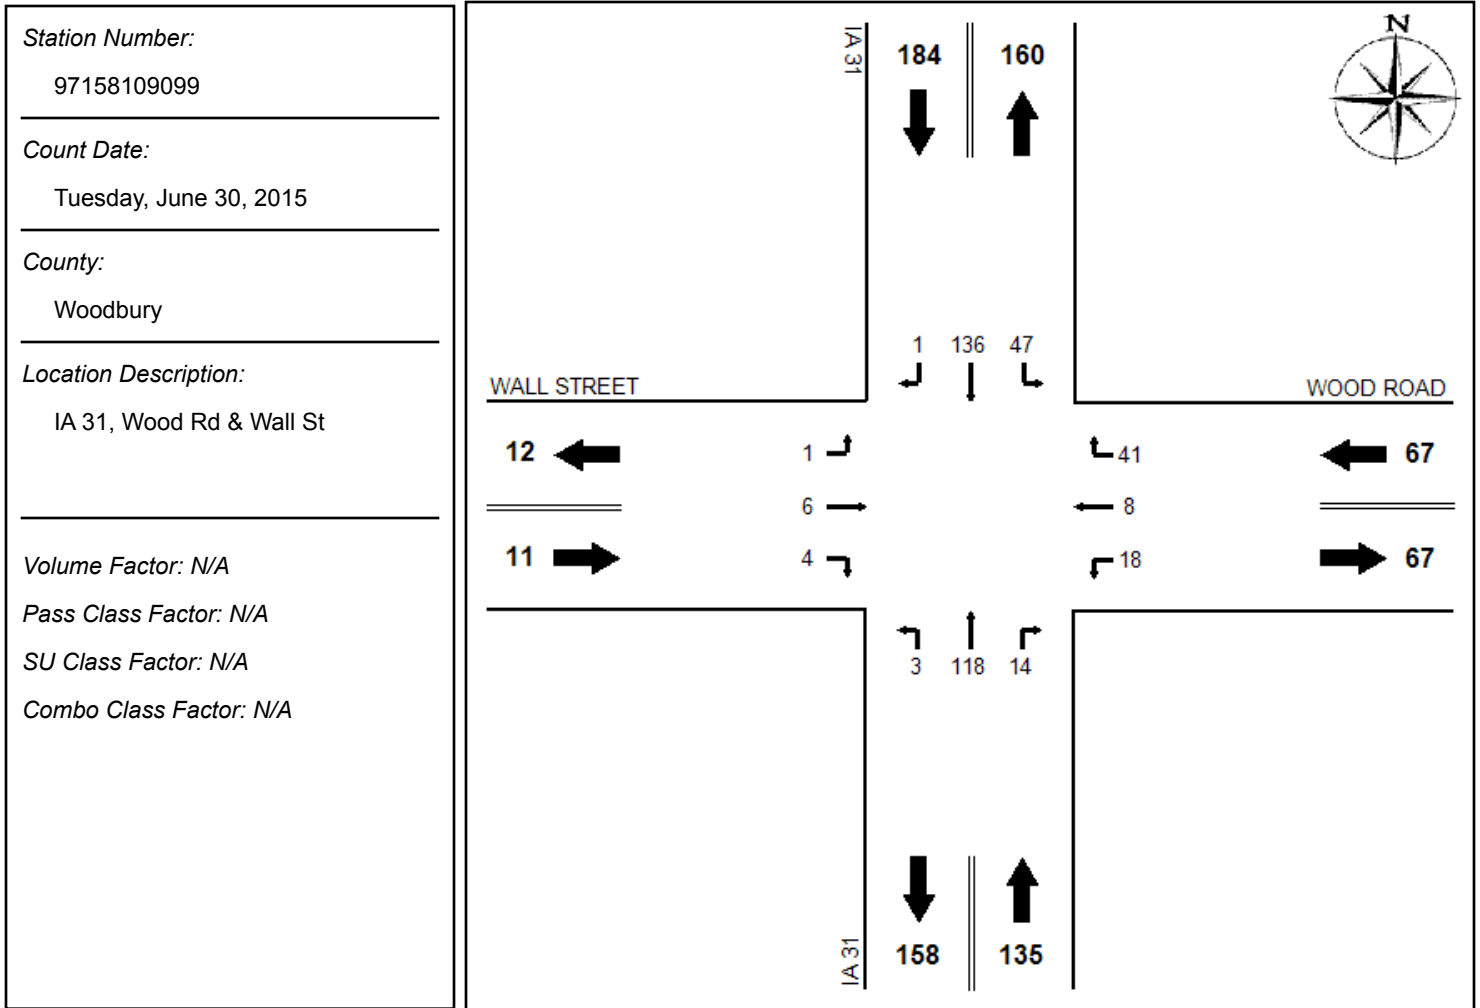 Station Number:
97158109099
Count Date:
Tuesday, June 30, 2015
County:
Woodbury
Location Description:
IA 31, Wood Rd & Wall St
Volume Factor: N/A
Pass Class Factor: N/A
SU Class Factor: N/A
Combo Class Factor: N/A
N
IA 31
184 160
1 136 47
WALL STREET
WOOD ROAD
12
1
41
67
6
8
11
4
18
67
3 118 14
IA 31
158 135